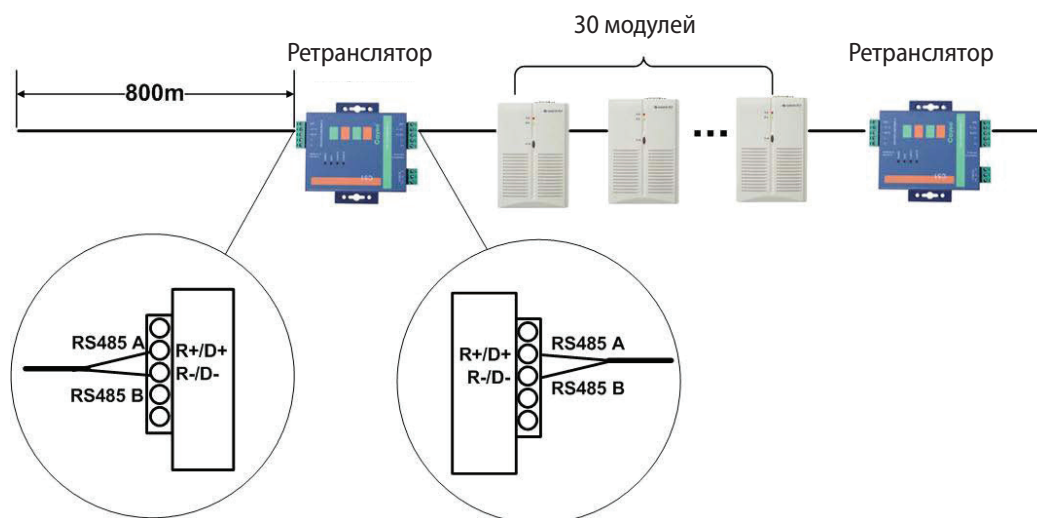 30 модулей
Ретранслятор
Ретранслятор
800m
RS485 A
R+/D+
R-/D-
RS485 B
R+/D+
R-/D-
RS485 A
RS485 B